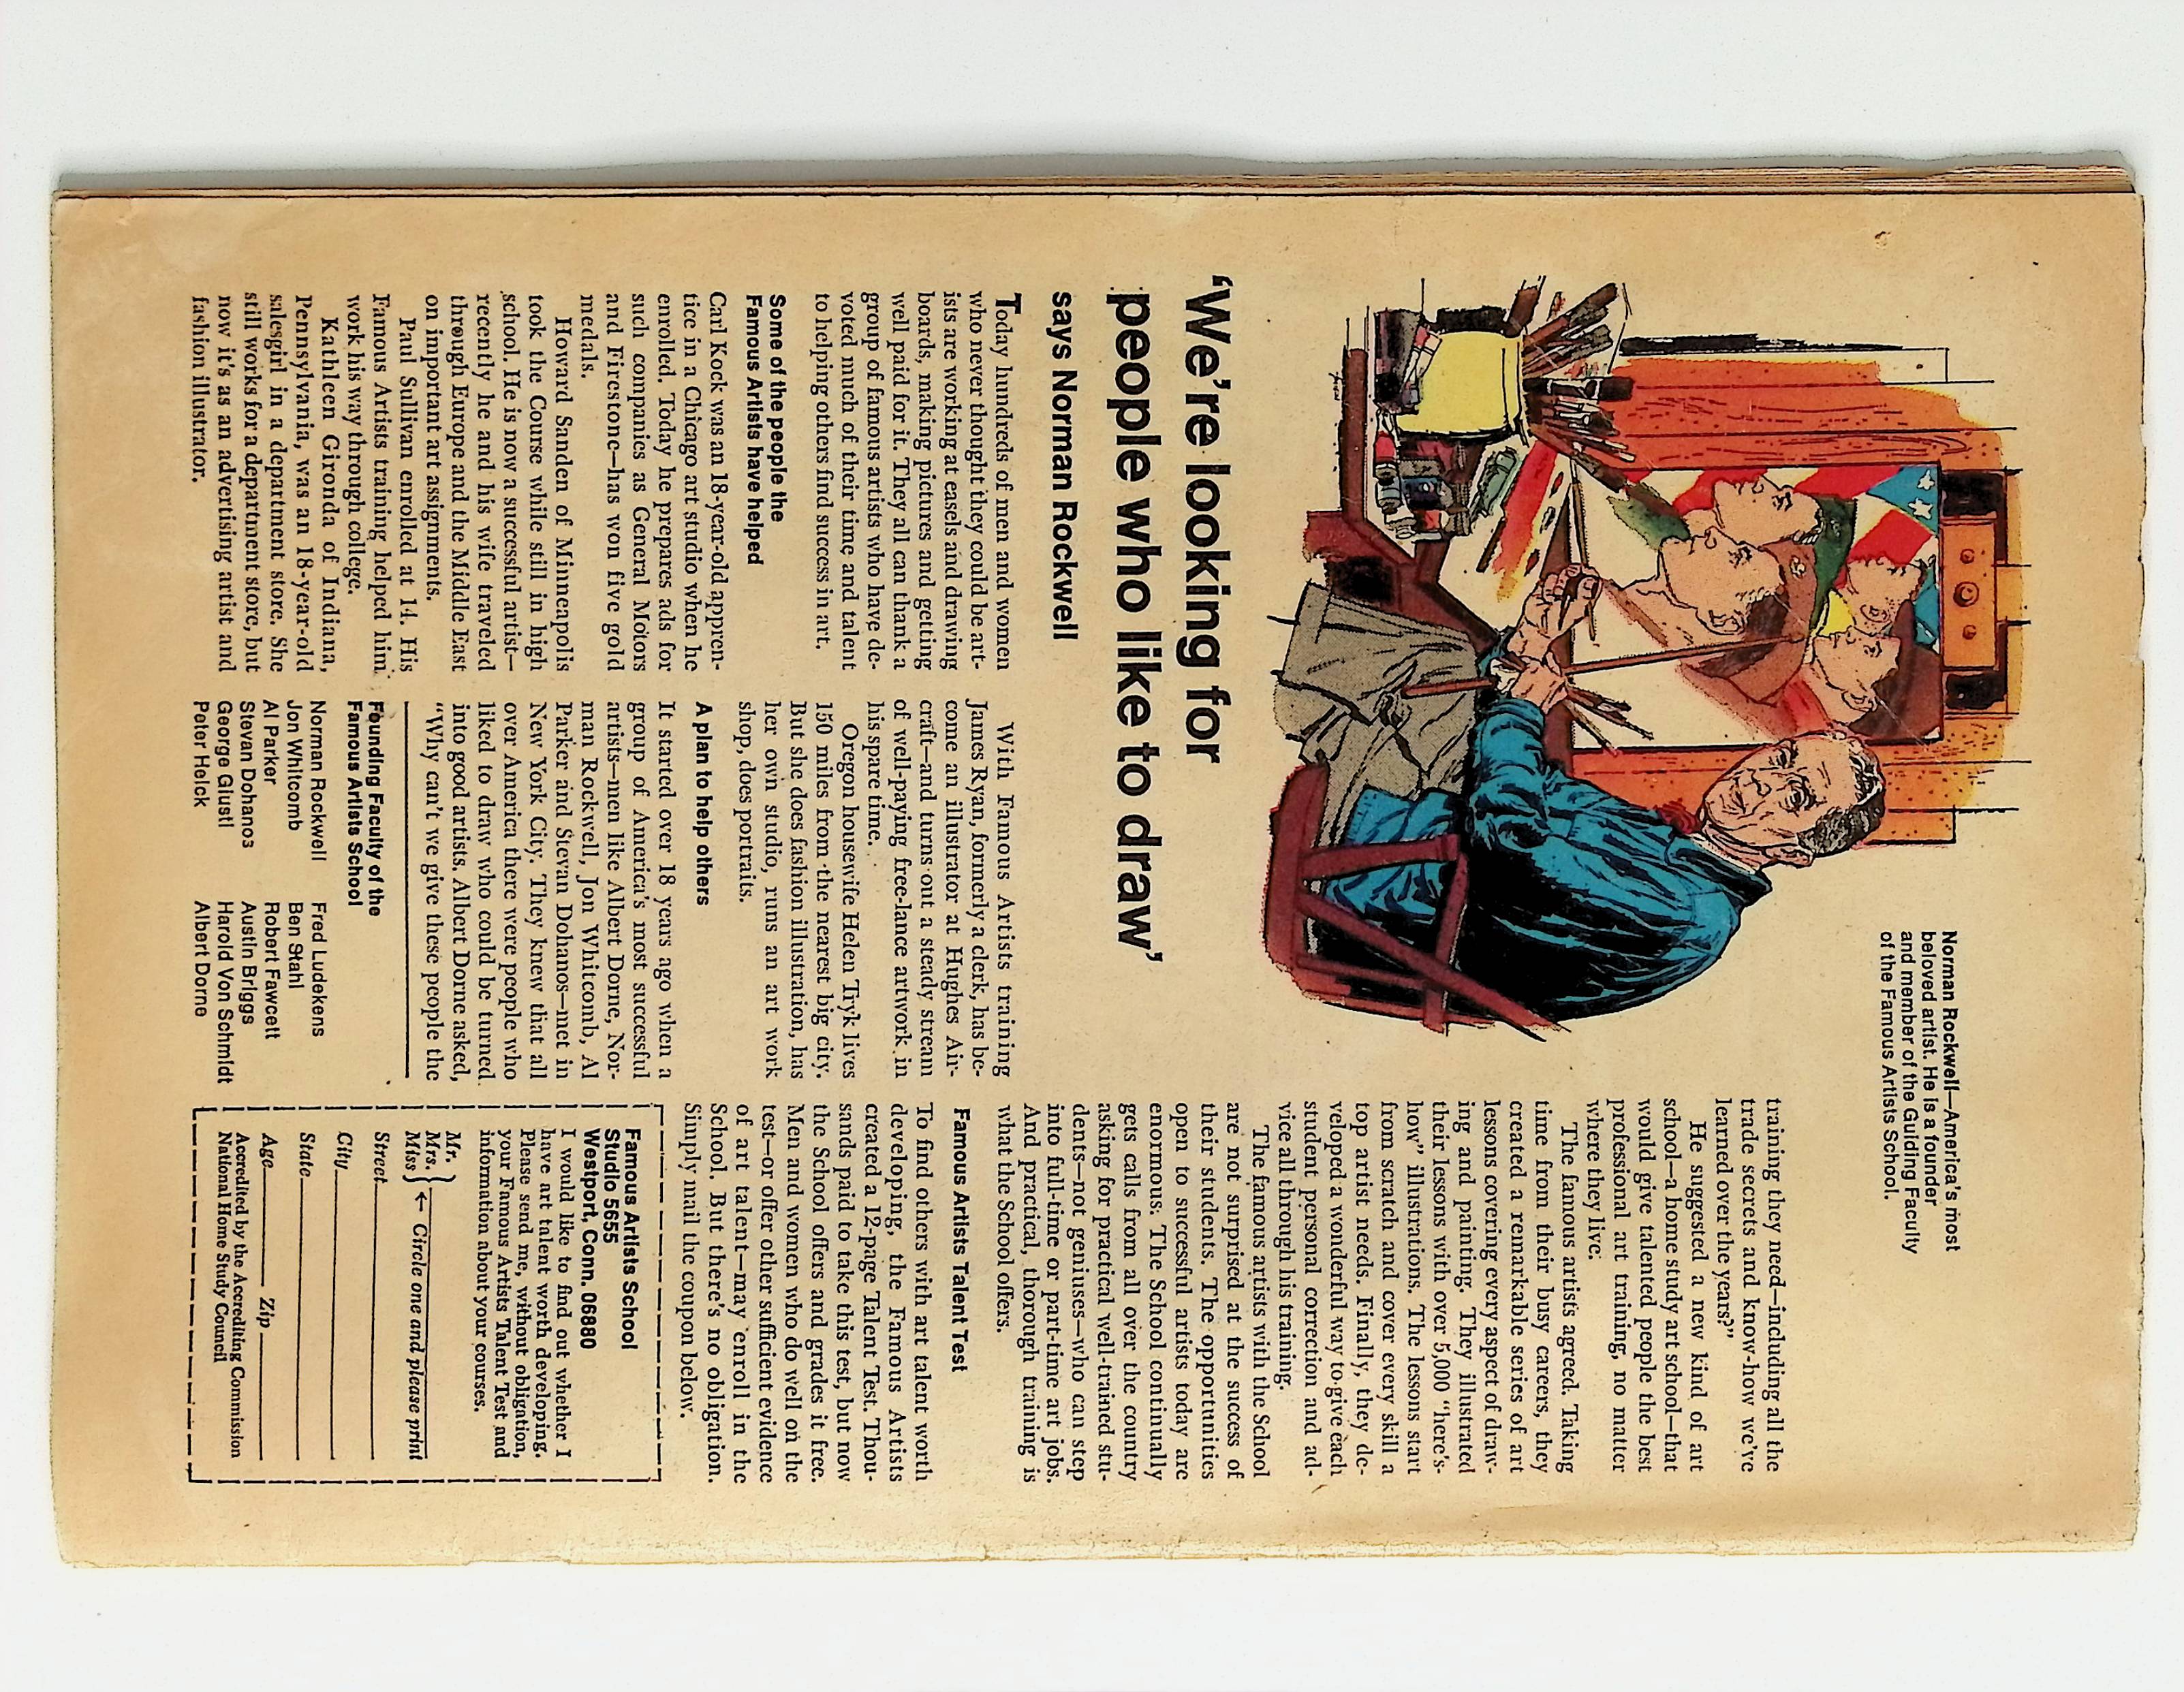 Norman Rockwell—America's most
beloved artist. He is a founder
and member of the Guiding Faculty
of the Famous Artists School.
'We're looking for
people who like to draw'
says Norman Rockwell
Today hundreds of men and women
who never thought they could be art-
ists are working at easels and drawing
boards, making pictures and getting
well paid for it. They all can thank a
group of famous artists who have de-
voted much of their time and talent
to helping others find success in art.
Some of the people the
Famous Artists have helped
Carl Kock was an 18-year-old appren-
tice in a Chicago art studio when he
enrolled. Today he prepares ads for
such companies as General Motors
and Firestone—has won five gold
medals.
Howard Sanden of Minneapolis
took the Course while still in high
school. He is now a successful artist—
recently he and his wife traveled
through Europe and the Middle East
on important art assignments.
Paul Sullivan enrolled at 14. His
Famous Artists training helped him
work his way through college.
Kathleen Gironda of Indiana,
Pennsylvania, was an 18-year-old
salesgirl in a department store. She
still works for a department store, but
now it's as an advertising artist and
fashion illustrator.
With Famous Artists training
James Ryan, formerly a clerk, has be-
come an illustrator at Hughes Air-
craft—and turns out a steady stream
of well-paying free-lance artwork in
his spare time.
Oregon housewife Helen Tryk lives
150 miles from the nearest big city.
But she does fashion illustration, has
her own studio, runs an art work
shop, does portraits.
A plan to help others
It started over 18 years ago when a
group of America's most successful
artists—men like Albert Dorne, Nor-
man Rockwell, Jon Whitcomb, Al
Parker and Stevan Dohanos—met in
New York City. They knew that all
over America there were people who
liked to draw who could be turned
into good artists. Albert Dorne asked,
"Why can't we give these people the
Founding Faculty of the
Famous Artists School
Norman Rockwell
Jon Whitcomb
Al Parker
Stevan Dohanos
George Giusti
Peter Helck
Fred Ludekens
Ben Stahl
Robert Fawcett
Austin Briggs
Harold Von Schmidt
Albert Dorne
training they need—including all the
trade secrets and know-how we've
learned over the years?"
He suggested a new kind of art
school—a home study art school—that
would give talented people the best
professional art training, no matter
where they live.
The famous artists agreed. Taking
time from their busy careers, they
created a remarkable series of art
lessons covering every aspect of draw-
ing and painting. They illustrated
their lessons with over 5,000 "here's-
how" illustrations. The lessons start
from scratch and cover every skill a
top artist needs. Finally, they de-
veloped a wonderful way to give each
student personal correction and ad-
vice all through his training.
The famous artists with the School
are not surprised at the success of
their students. The opportunities
open to successful artists today are
enormous: The School continually
gets calls from all over the country
asking for practical well-trained stu-
dents—not geniuses—who can step
into full-time or part-time art jobs.
And practical, thorough training is
what the School offers.
Famous Artists Talent Test
To find others with art talent worth
developing, the Famous Artists
created a 12-page Talent Test. Thou-
sands paid to take this test, but now
the School offers and grades it free.
Men and women who do well on the
test—or offer other sufficient evidence
of art talent—may enroll in the
School. But there's no obligation.
Simply mail the coupon below.
Famous Artists School
Studio 5655
Westport, Conn. 06880
I would like to find out whether I
have art talent worth developing.
Please send me, without obligation,
your Famous Artists Talent Test and
information about your courses.
Mr.
Mrs.
Miss ← Circle one and please print
Street
City
State
Age Zip
Accredited by the Accrediting Commission
National Home Study Council